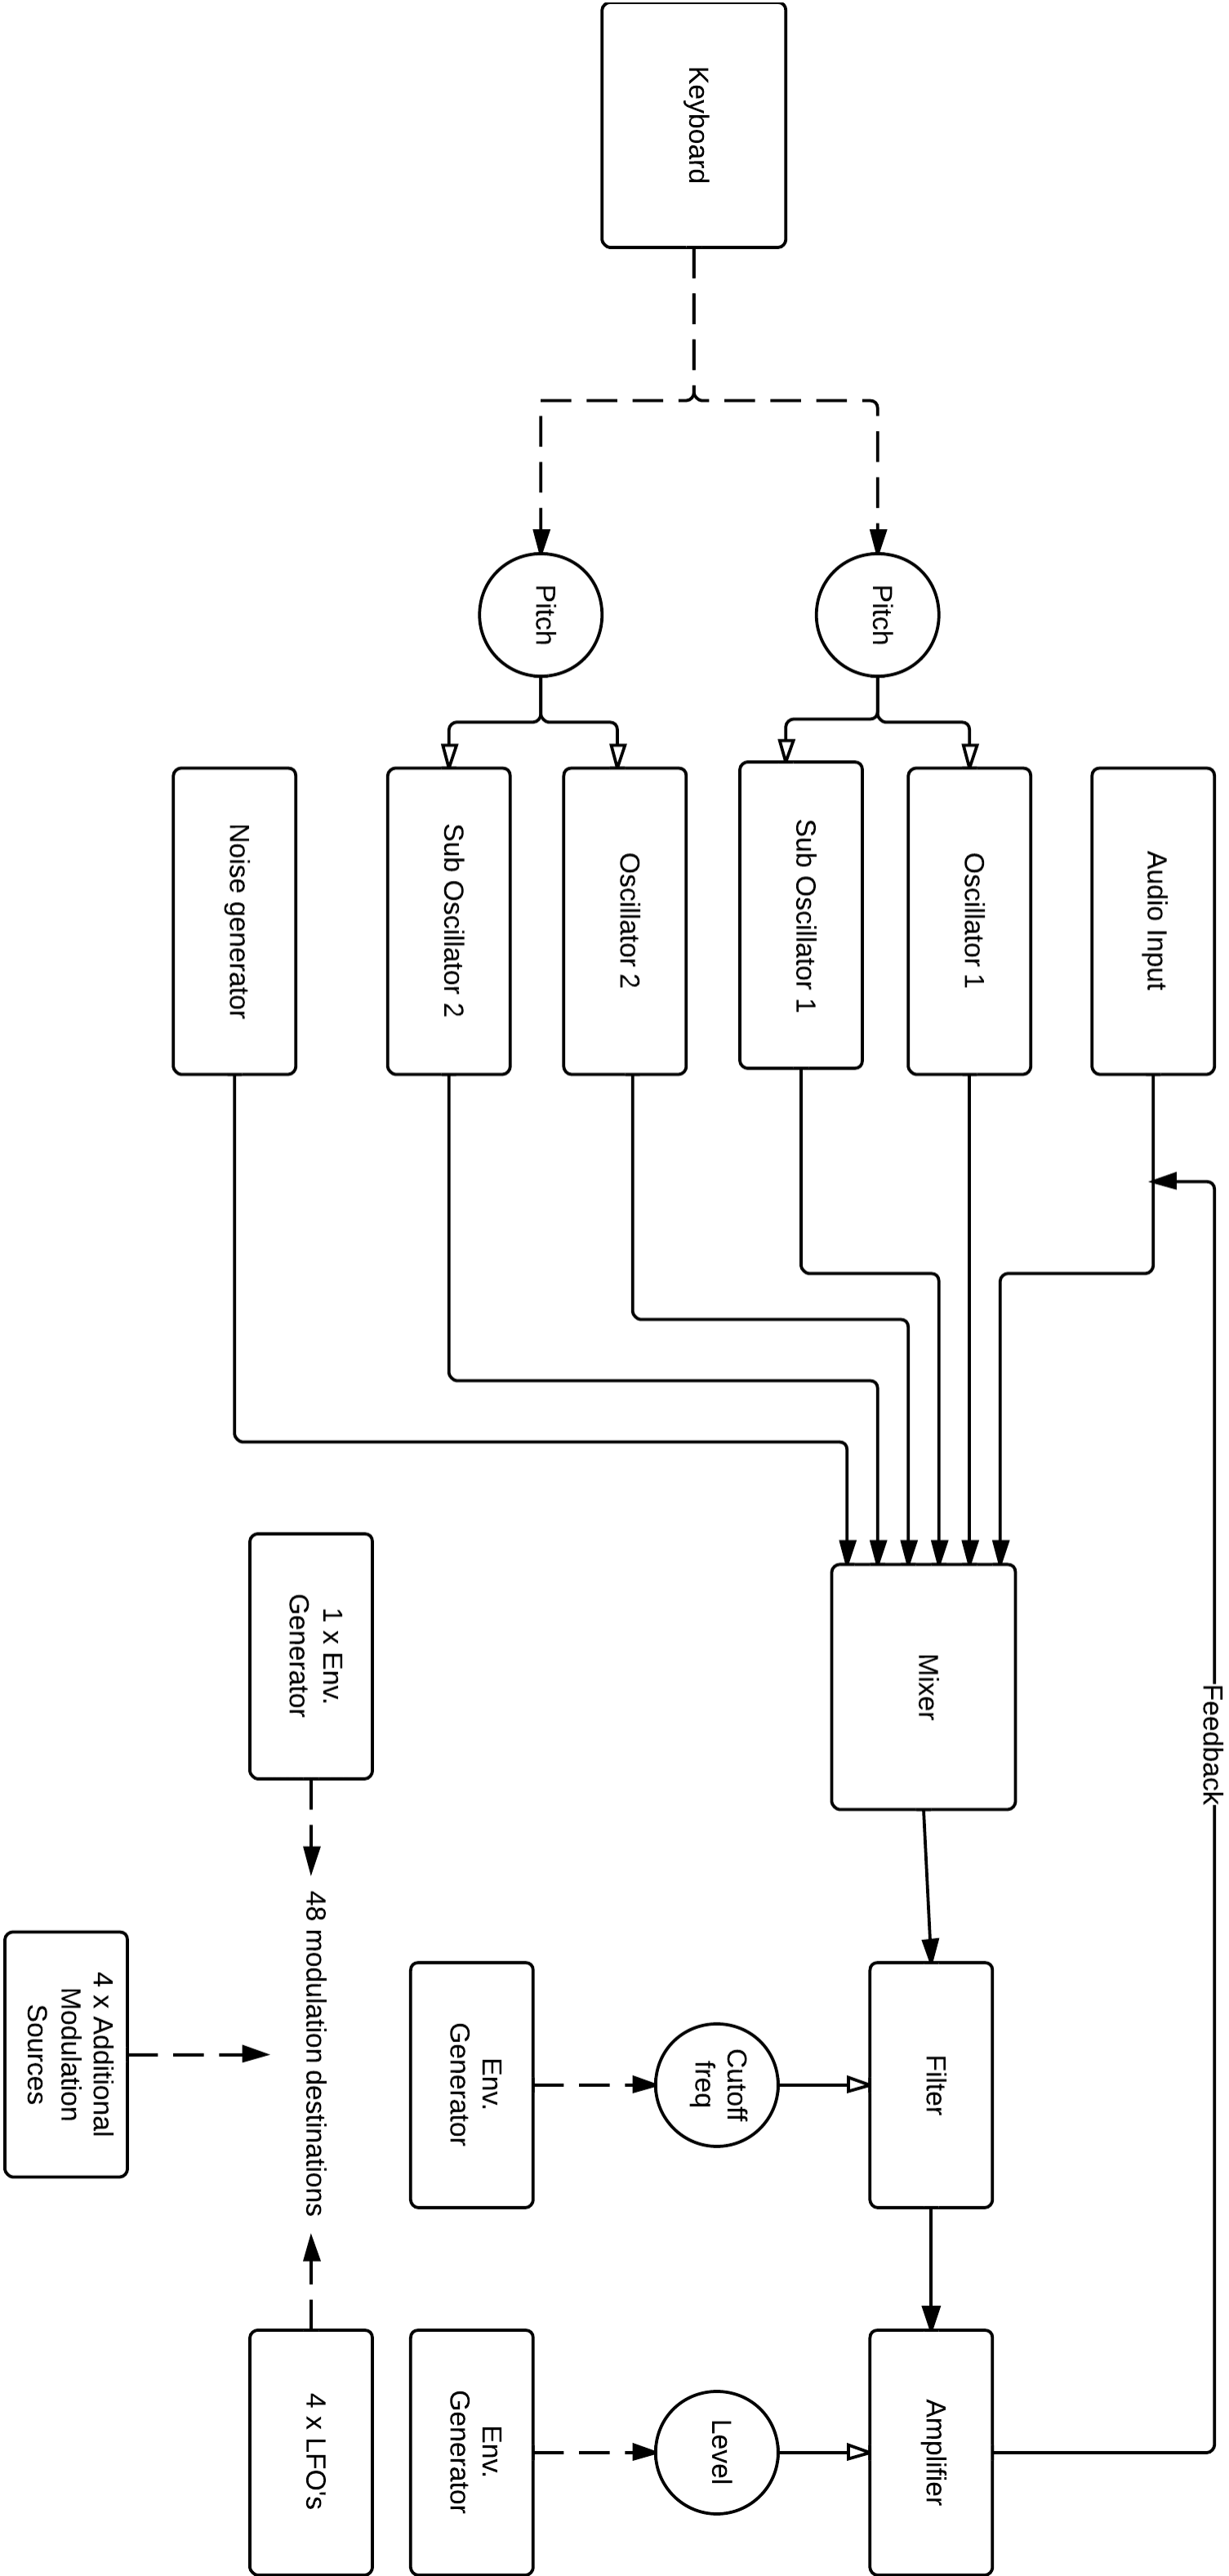 Feedback
Audio Input
Oscillator 1
Keyboard
Pitch
Sub Oscillator 1
Mixer
Filter
Amplifier
Oscillator 2
Pitch
Sub Oscillator 2
Cutoff
freq
Level
Noise generator
Env.
Generator
Env.
Generator
1 x Env.
Generator
48 modulation destinations
4 x LFO's
4 x Additional
Modulation
Sources